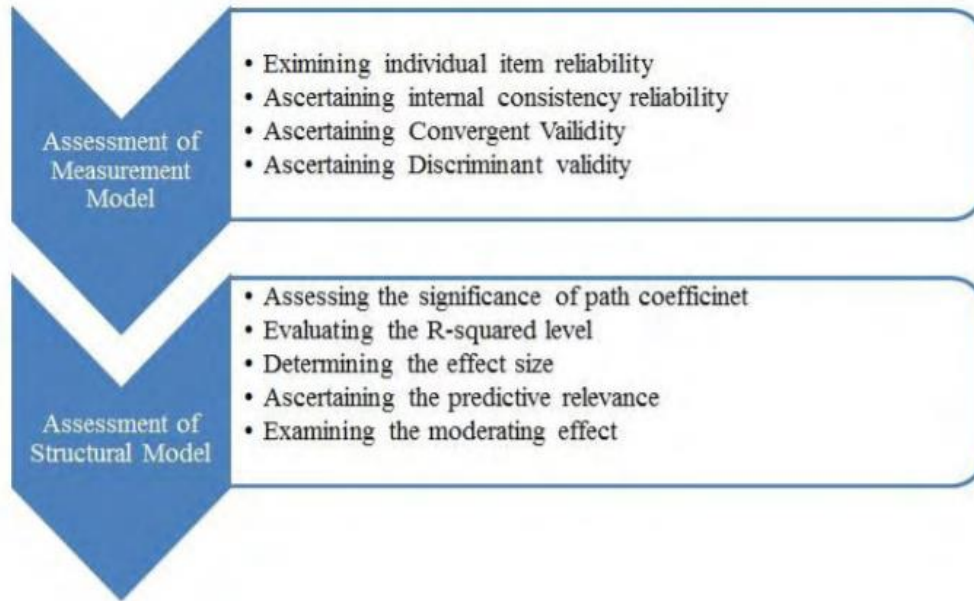 Assessment of
Measurement
Model
• Eximining individual item reliability
• Ascertaining internal consistency reliability
• Ascertaining Convergent Vailidity
• Ascertaining Discriminant validity
Assessment of
Structural Model
• Assessing the significance of path coefficinet
• Evaluating the R-squared level
• Determining the effect size
• Ascertaining the predictive relevance
• Examining the moderating effect